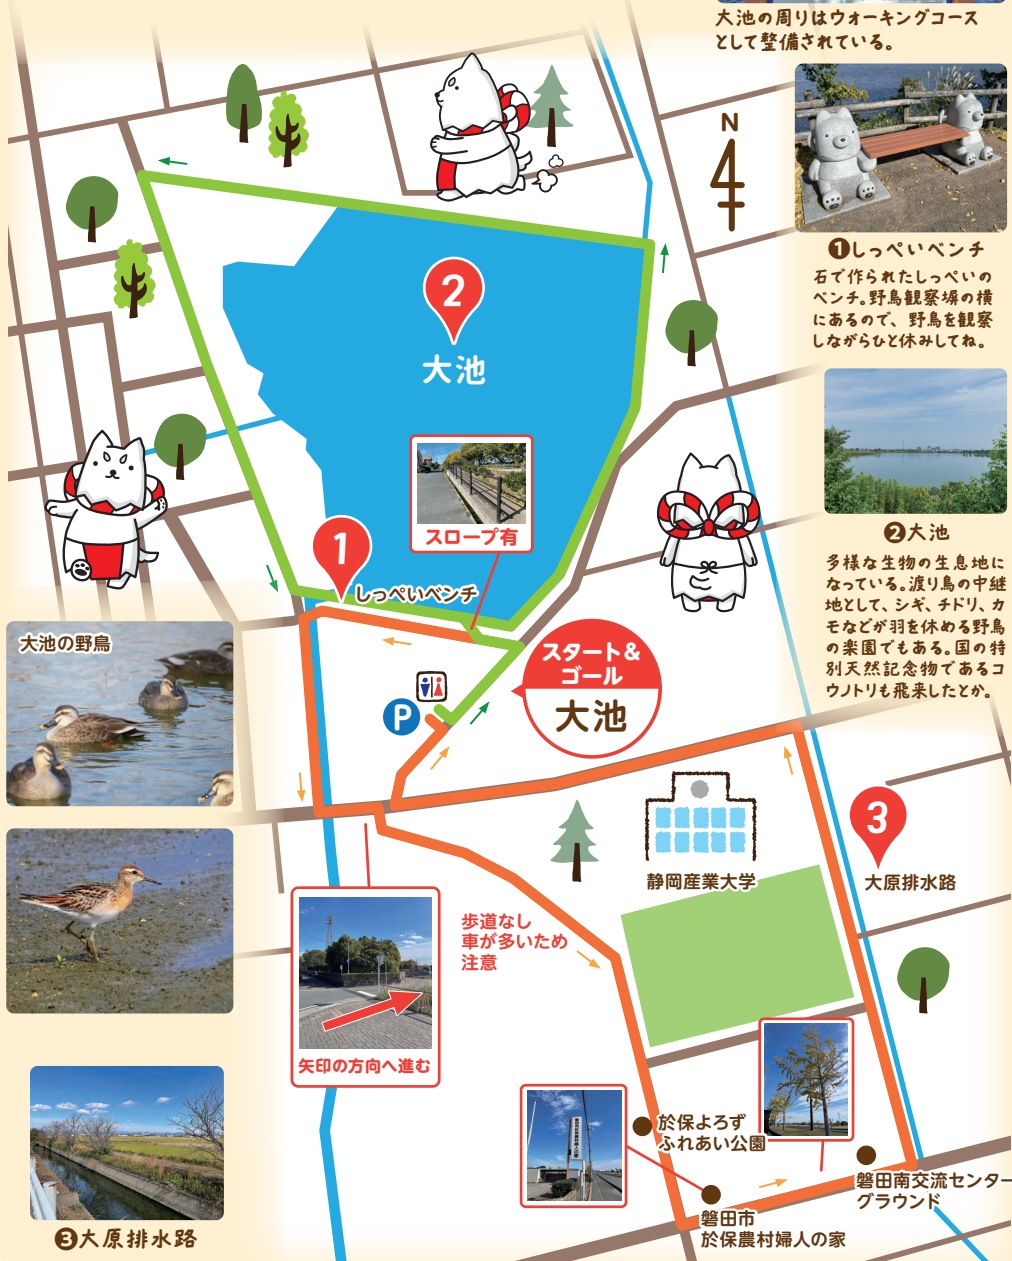 大池の周りはウォーキングコース
として整備されている。
N
❶しっぺいベンチ
石で作られたしっぺいの
ベンチ。野鳥観察塀の横
にあるので、野鳥を観察
しながらひと休みしてね。
2
大池
❷大池
多様な生物の生息地に
なっている。渡り鳥の中継
地として、シギ、チドリ、カ
モなどが羽を休める野鳥
の楽園でもある。国の特
別天然記念物であるコ
ウノトリも飛来したとか。
スロープ有
1
しっぺいベンチ
大池の野鳥
スタート&
ゴール
大池
P
3
静岡産業大学
大原排水路
歩道なし
車が多いため
注意
矢印の方向へ進む
於保よろず
ふれあい公園
磐田南交流センター
グラウンド
磐田市
於保農村婦人の家
❸大原排水路